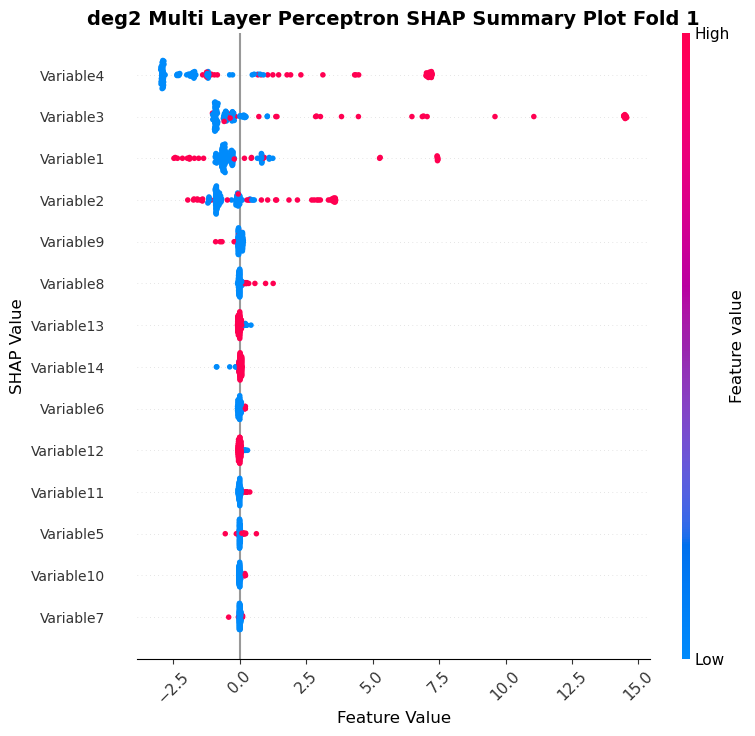 deg2 Multi Layer Perceptron SHAP Summary Plot Fold 1
High
Variable4
Variable3
Variable1
Variable2
Variable9
Variable8
Variable13
Variable14
Variable6
Variable12
Variable11
Variable5
Variable10
Variable7
SHAP Value
Feature value
Low
−2.5
0.0
2.5
5.0
7.5
10.0
12.5
15.0
Feature Value